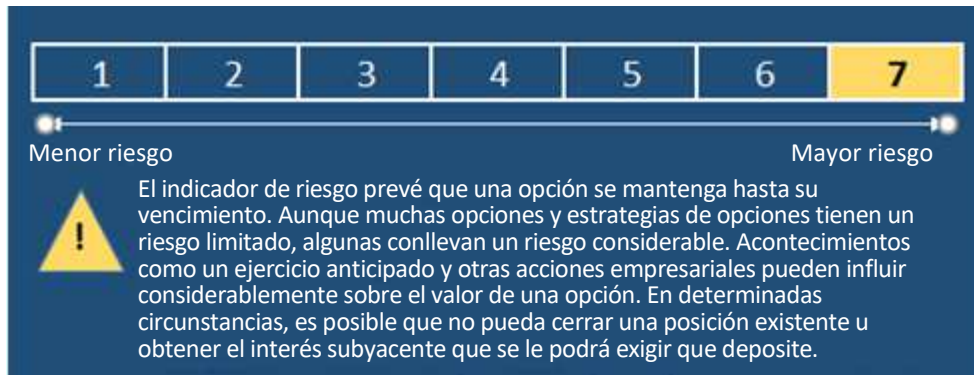 1 2 3 4 5 6 7
Menor riesgo Mayor riesgo
El indicador de riesgo prevé que una opción se mantenga hasta su
vencimiento. Aunque muchas opciones y estrategias de opciones tienen un
! riesgo limitado, algunas conllevan un riesgo considerable. Acontecimientos
como un ejercicio anticipado y otras acciones empresariales pueden influir
considerablemente sobre el valor de una opción. En determinadas
circunstancias, es posible que no pueda cerrar una posición existente u
obtener el interés subyacente que se le podrá exigir que deposite.